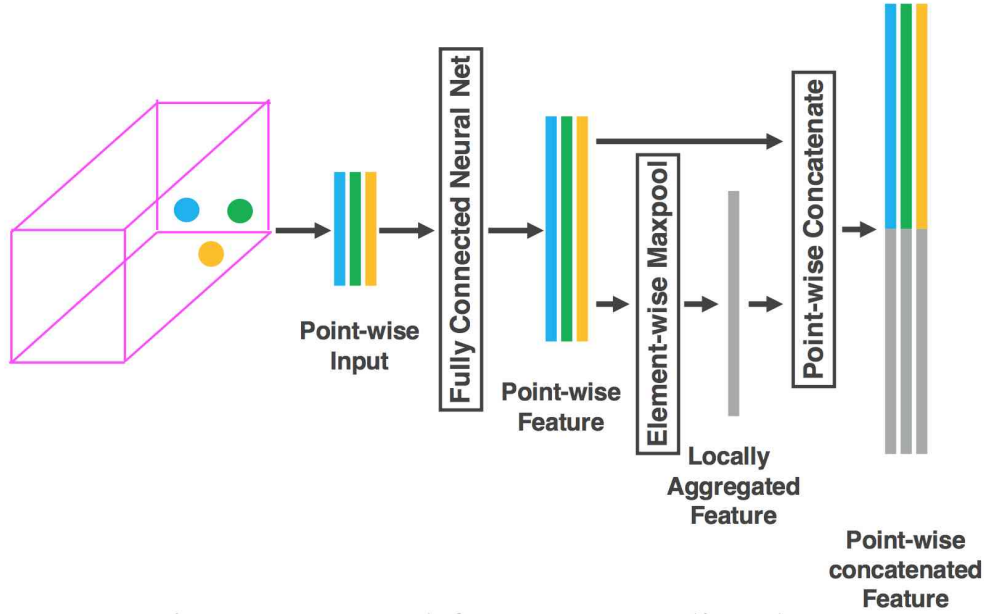 Point-wise
Input
Fully Connected Neural Net
Point-wise
Feature
Element-wise Maxpool
Locally
Aggregated
Feature
Point-wise Concatenate
Point-wise
concatenated
Feature